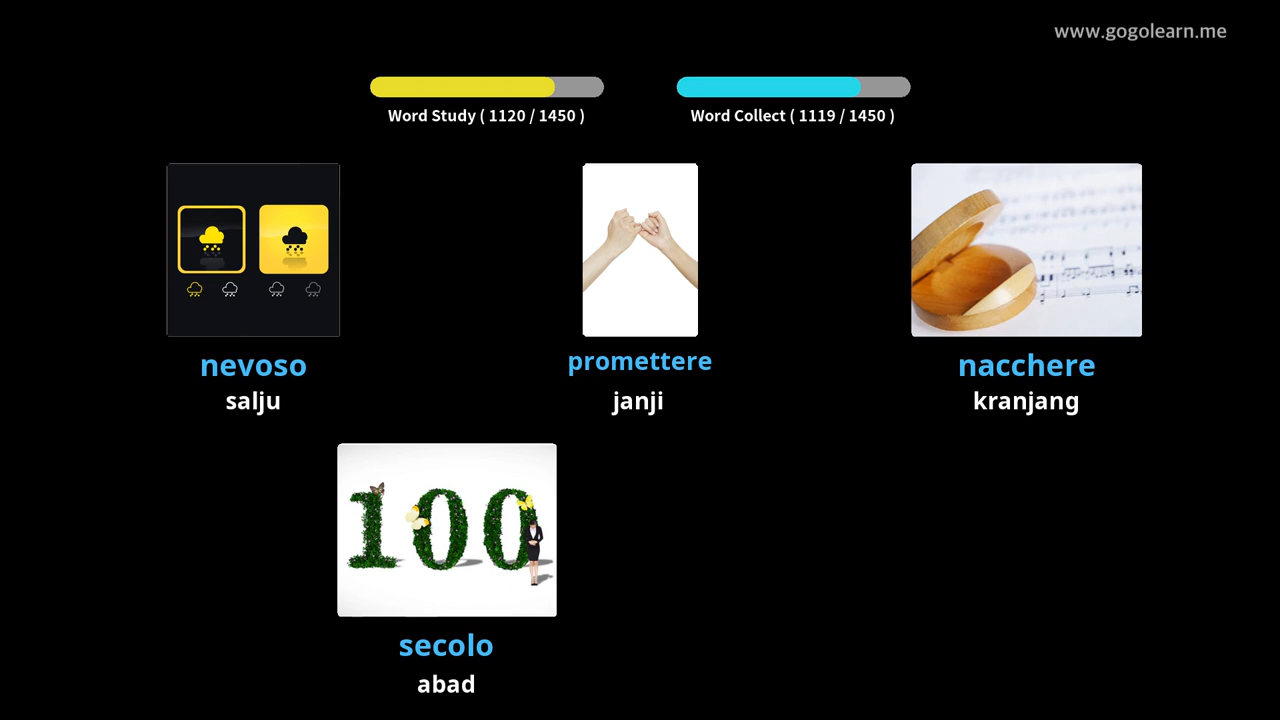 www.gogolearn.me
Word Study ( 1120 / 1450 )
Word Collect ( 1119 / 1450 )
nevoso
salju
promettere
janji
nacchere
kranjang
100
secolo
abad